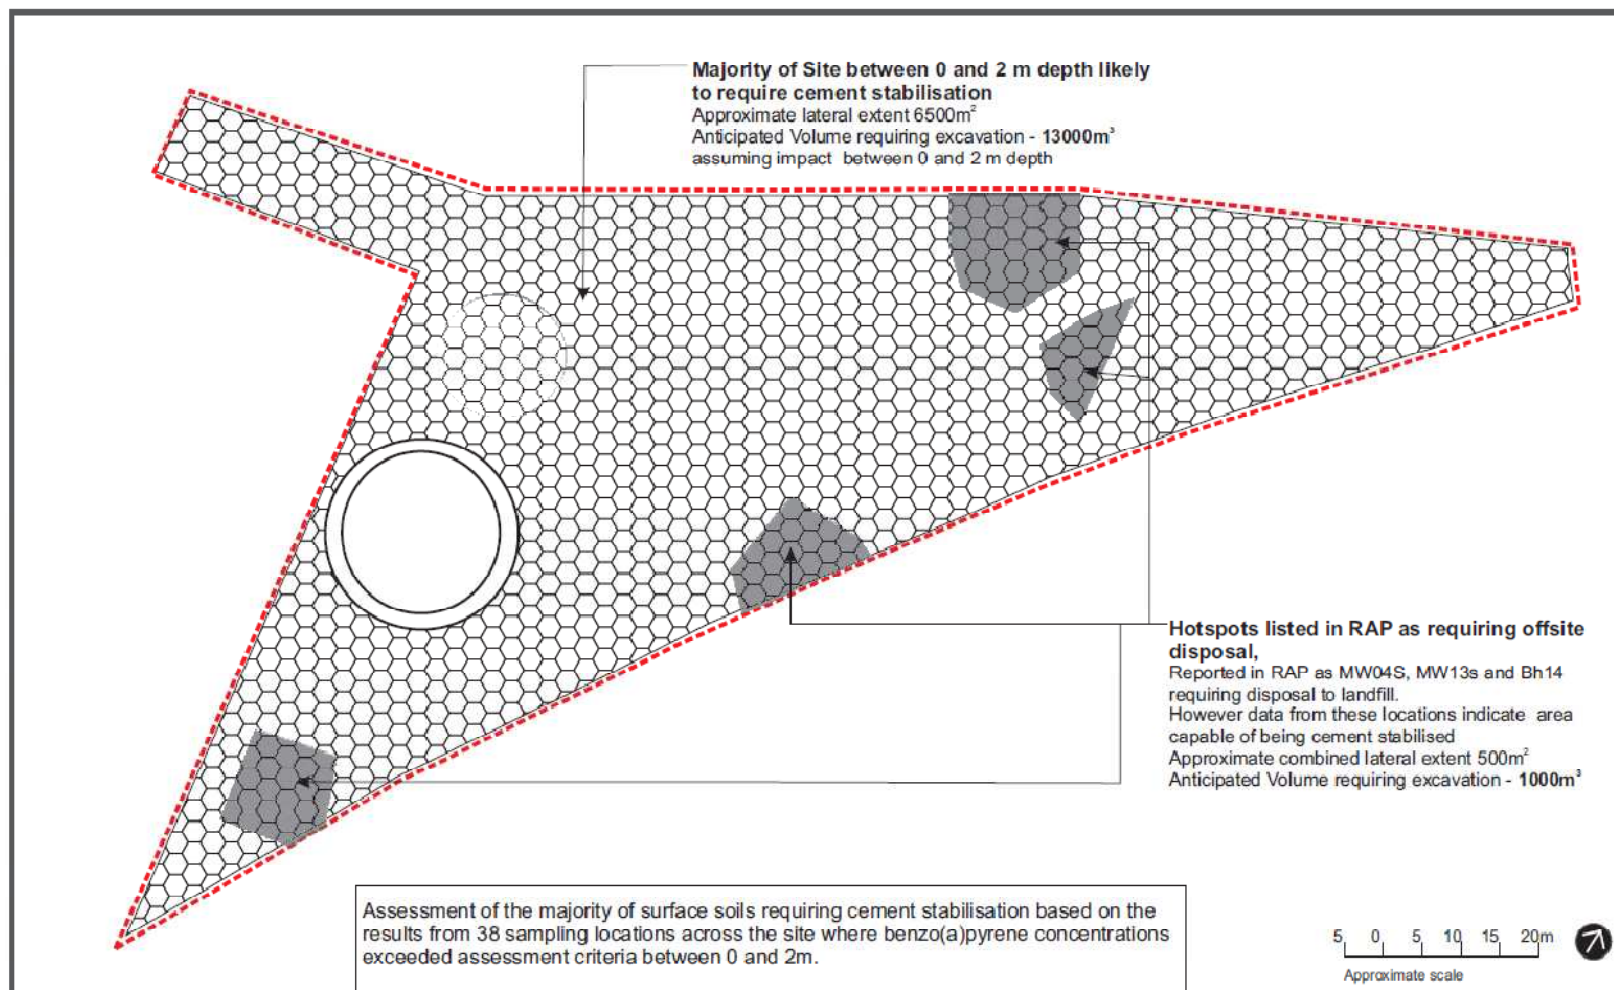 Majority of Site between 0 and 2 m depth likely
to require cement stabilisation
Approximate lateral extent 6500m²
Anticipated Volume requiring excavation - 13000m³
assuming impact between 0 and 2 m depth
Hotspots listed in RAP as requiring offsite
disposal,
Reported in RAP as MW04S, MW13s and Bh14
requiring disposal to landfill.
However data from these locations indicate area
capable of being cement stabilised
Approximate combined lateral extent 500m²
Anticipated Volume requiring excavation - 1000m³
Assessment of the majority of surface soils requiring cement stabilisation based on the
results from 38 sampling locations across the site where benzo(a)pyrene concentrations
exceeded assessment criteria between 0 and 2m.
5 0 5 10 15 20m
Approximate scale